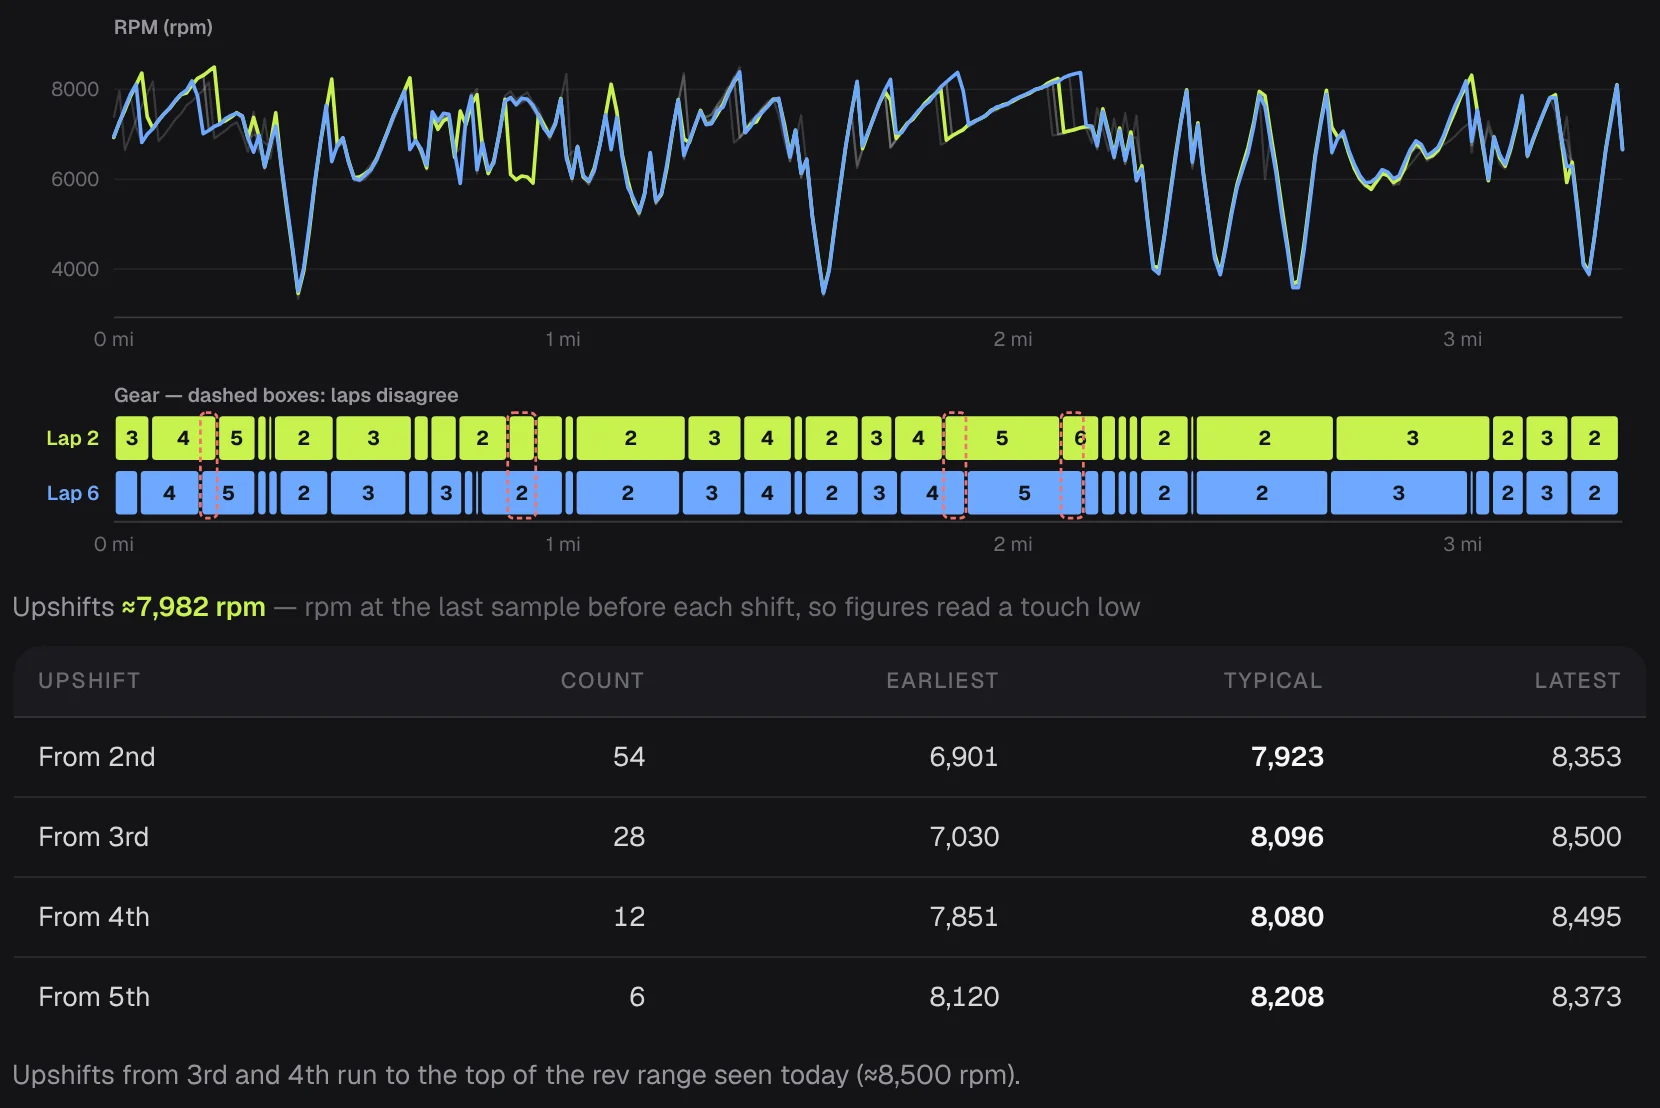 RPM (rpm)
8000
6000
4000
0 mi 1 mi 2 mi 3 mi
Gear — dashed boxes: laps disagree
Lap 2 3 4 5 2 3 2 2 3 4 2 3 4 5 6 2 2 3 2 3 2
Lap 6 4 5 2 3 3 2 2 3 4 2 3 4 5 2 2 3 2 3 2
0 mi 1 mi 2 mi 3 mi
Upshifts ≈7,982 rpm — rpm at the last sample before each shift, so figures read a touch low
UPSHIFT COUNT EARLIEST TYPICAL LATEST
From 2nd 54 6,901 7,923 8,353
From 3rd 28 7,030 8,096 8,500
From 4th 12 7,851 8,080 8,495
From 5th 6 8,120 8,208 8,373
Upshifts from 3rd and 4th run to the top of the rev range seen today (≈8,500 rpm).